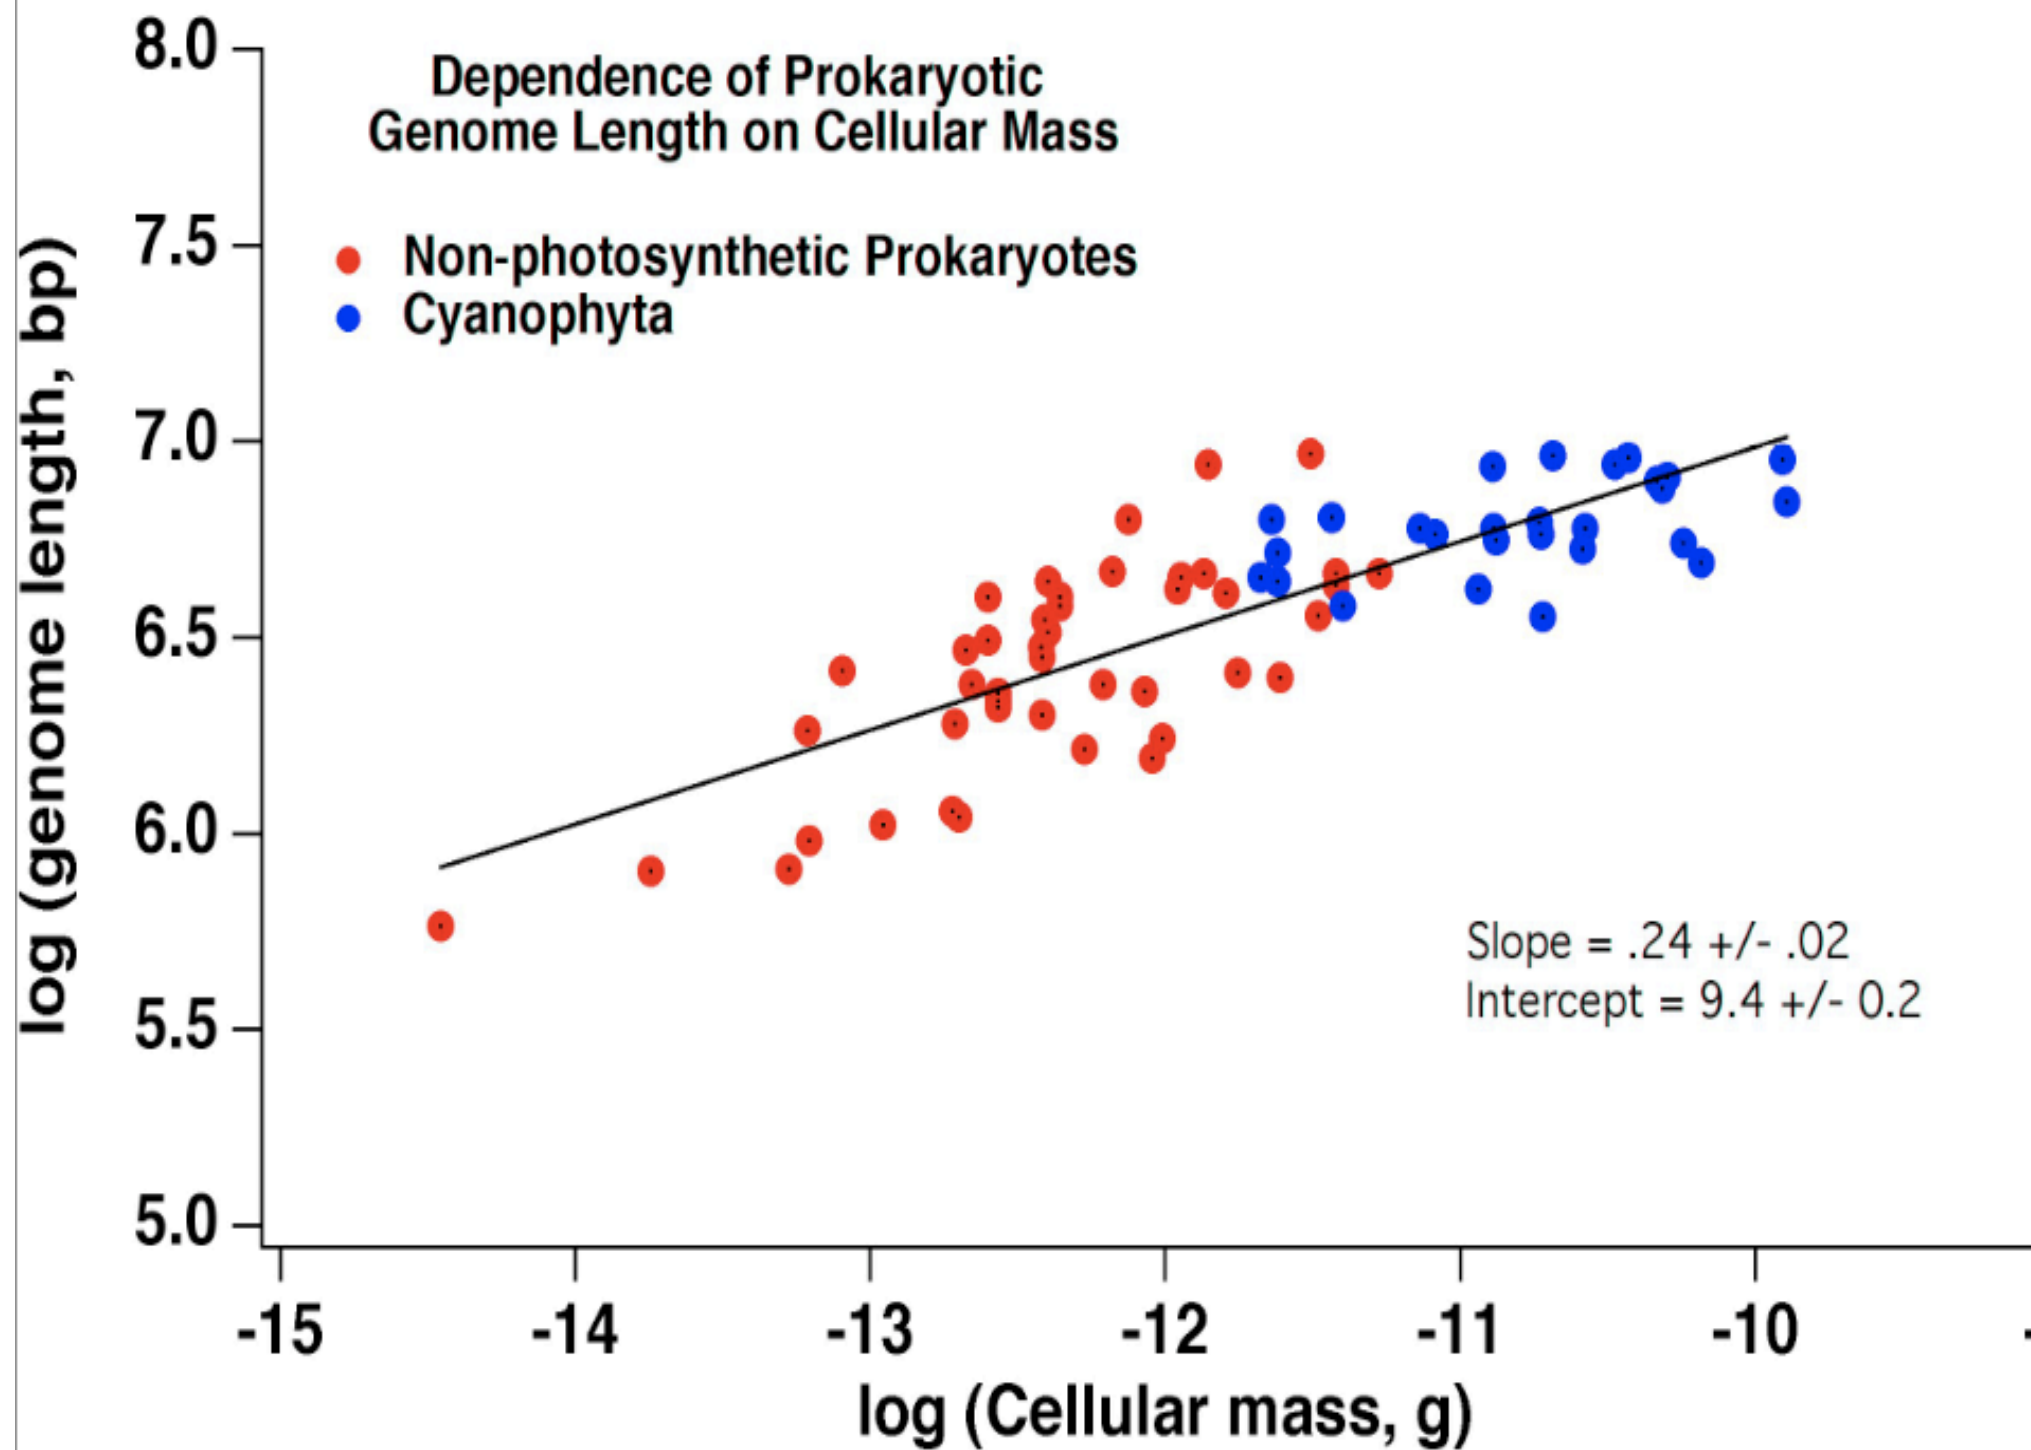 Dependence of Prokaryotic
Genome Length on Cellular Mass
Non-photosynthetic Prokaryotes
Cyanophyta
log (genome length, bp)
8.0
7.5
7.0
6.5
6.0
5.5
5.0
Slope = .24 +/- .02
Intercept = 9.4 +/- 0.2
-15 -14 -13 -12 -11 -10 -
log (Cellular mass, g)